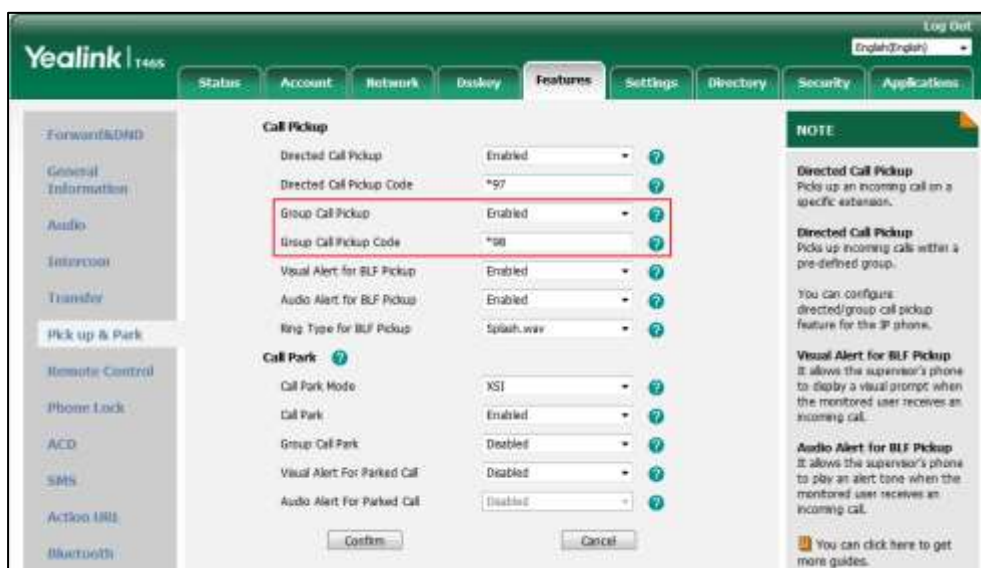 Log Out
Yealink T46S
English(English)
Status Account Network Dsskey Features Settings Directory Security Applications
Forward&DND
General
Information
Audio
Intercom
Transfer
Pick up & Park
Remote Control
Phone Lock
ACD
SMS
Action URL
Bluetooth
Call Pickup
Directed Call Pickup Enabled
Directed Call Pickup Code *97
Group Call Pickup Enabled
Group Call Pickup Code *98
Visual Alert for BLF Pickup Enabled
Audio Alert for BLF Pickup Enabled
Ring Type for BLF Pickup Splash.wav
Call Park
Call Park Mode XSI
Call Park Enabled
Group Call Park Disabled
Visual Alert For Parked Call Disabled
Audio Alert For Parked Call Disabled
Confirm Cancel
NOTE
Directed Call Pickup
Picks up an incoming call on a
specific extension.
Directed Call Pickup
Picks up incoming calls within a
pre-defined group.
You can configure
directed/group call pickup
feature for the IP phone.
Visual Alert for BLF Pickup
It allows the supervisor's phone
to display a visual prompt when
the monitored user receives an
incoming call.
Audio Alert for BLF Pickup
It allows the supervisor's phone
to play an alert tone when the
monitored user receives an
incoming call.
You can click here to get
more guides.